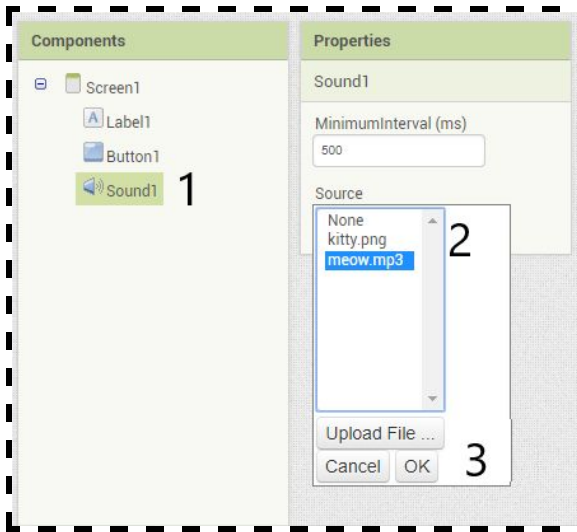 Components
Screen1
Label1
Button1
Sound1
1
Properties
Sound1
MinimumInterval (ms)
500
Source
None
kitty.png
meow.mp3
2
Upload File ...
Cancel
OK
3